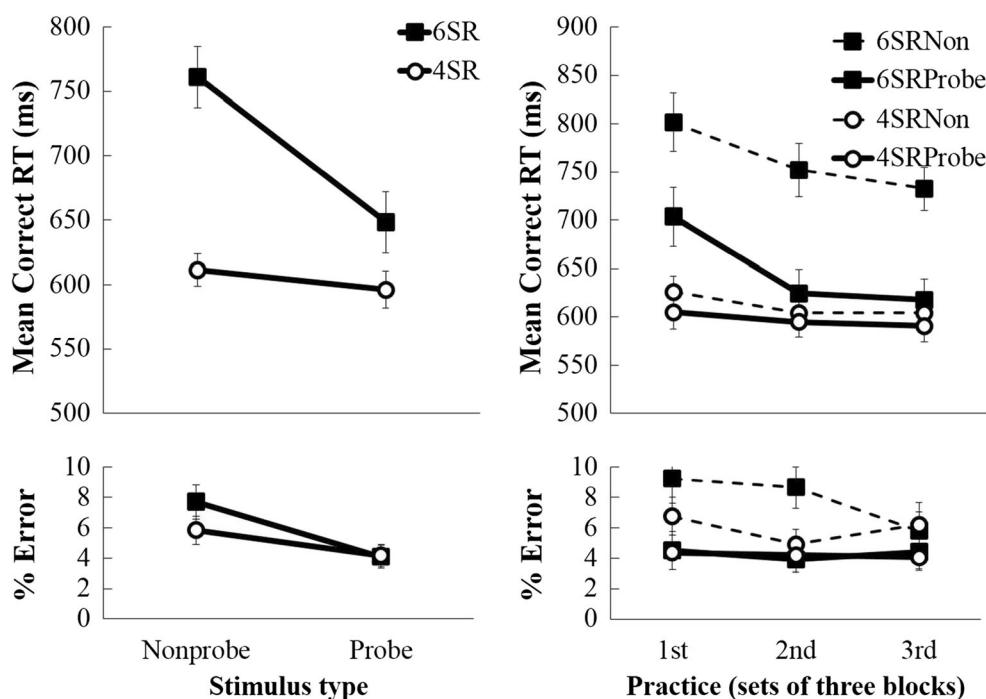 800
750
700
650
600
550
500
Mean Correct RT (ms)
6SR
4SR
10
8
6
4
2
0
% Error
Nonprobe Probe
Stimulus type
900
850
800
750
700
650
600
550
500
Mean Correct RT (ms)
6SRNon
6SRProbe
4SRNon
4SRProbe
10
8
6
4
2
0
% Error
1st 2nd 3rd
Practice (sets of three blocks)